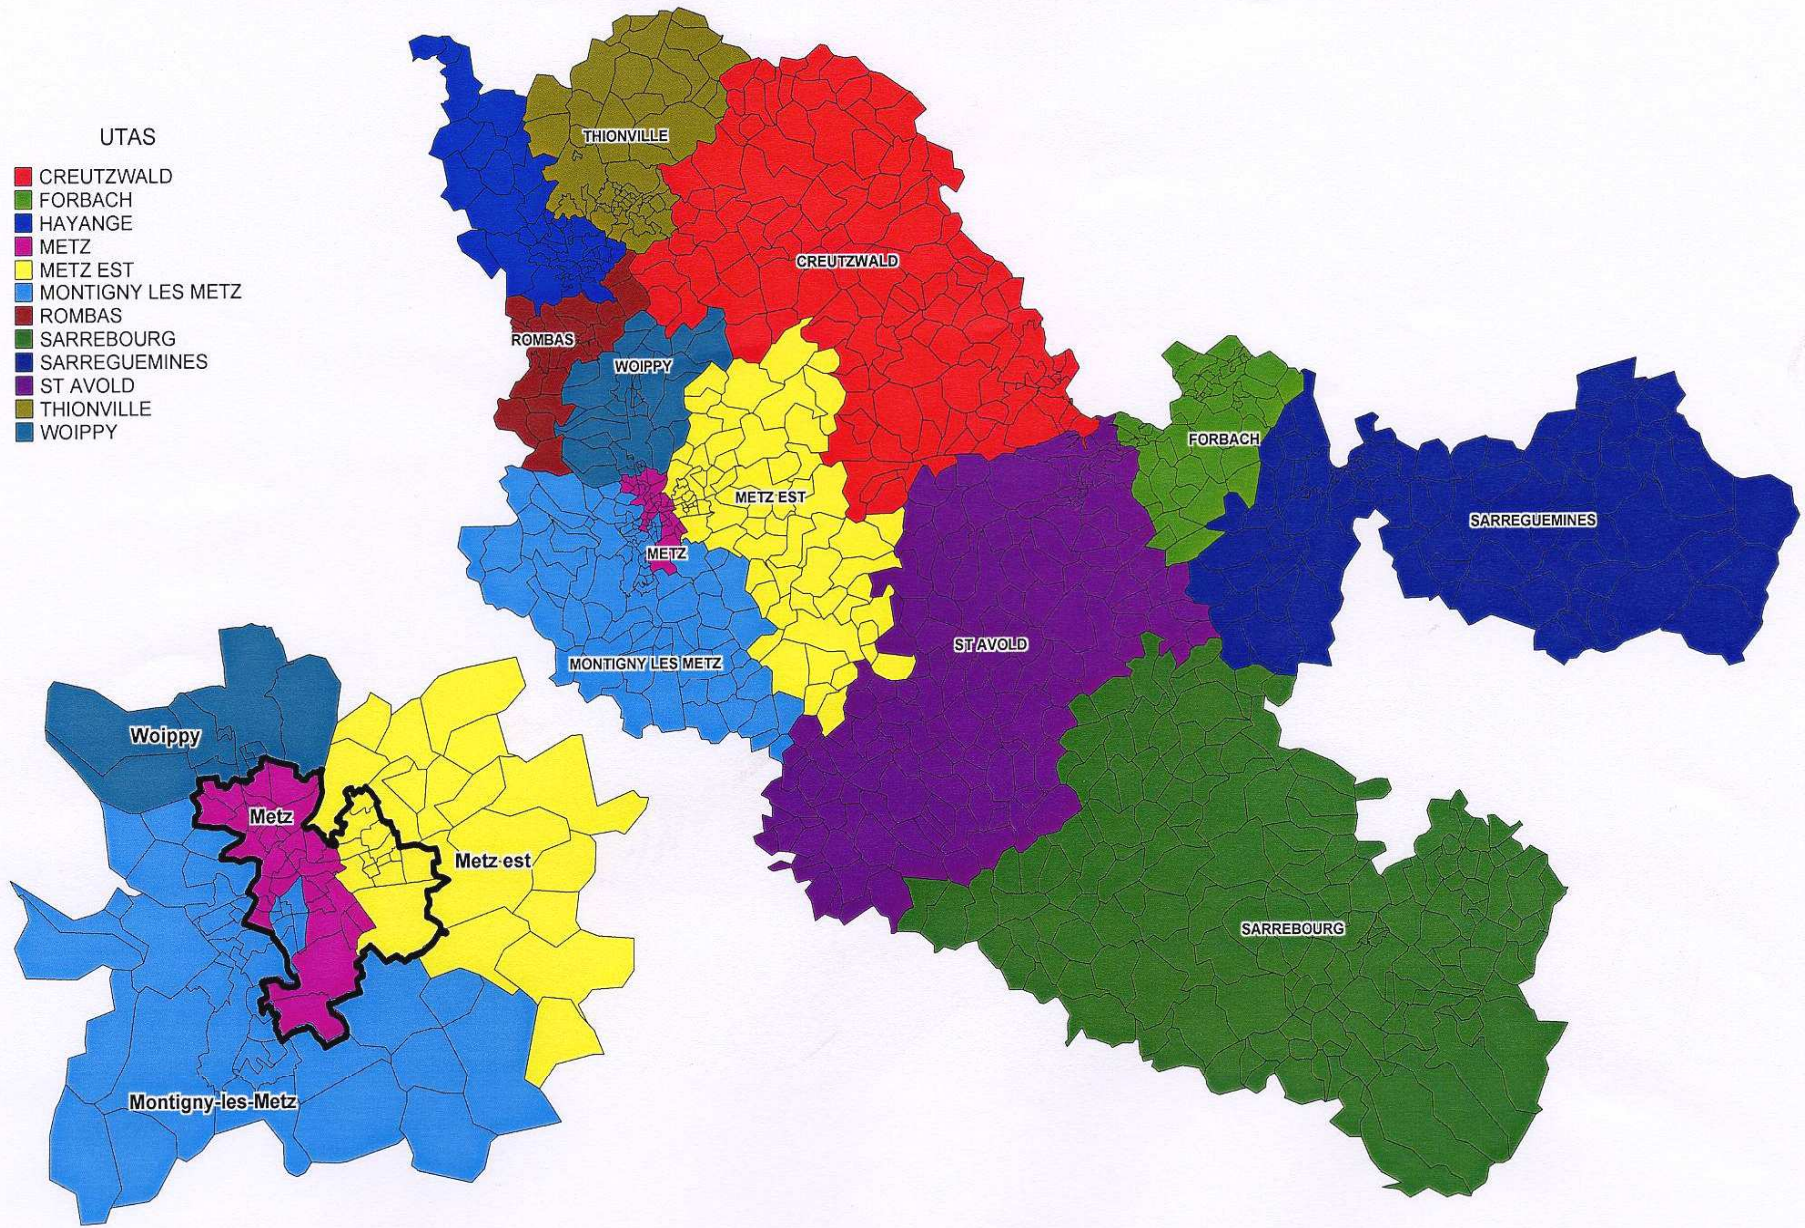 UTAS
CREUTZWALD
FORBACH
HAYANGE
METZ
METZ EST
MONTIGNY LES METZ
ROMBAS
SARREBOURG
SARREGUEMINES
ST AVOLD
THIONVILLE
WOIPPY
THIONVILLE
CREUTZWALD
ROMBAS
WOIPPY
FORBACH
METZ EST
SARREGUEMINES
METZ
ST AVOLD
MONTIGNY LES METZ
SARREBOURG
Woippy
Metz
Metz est
Montigny-les-Metz